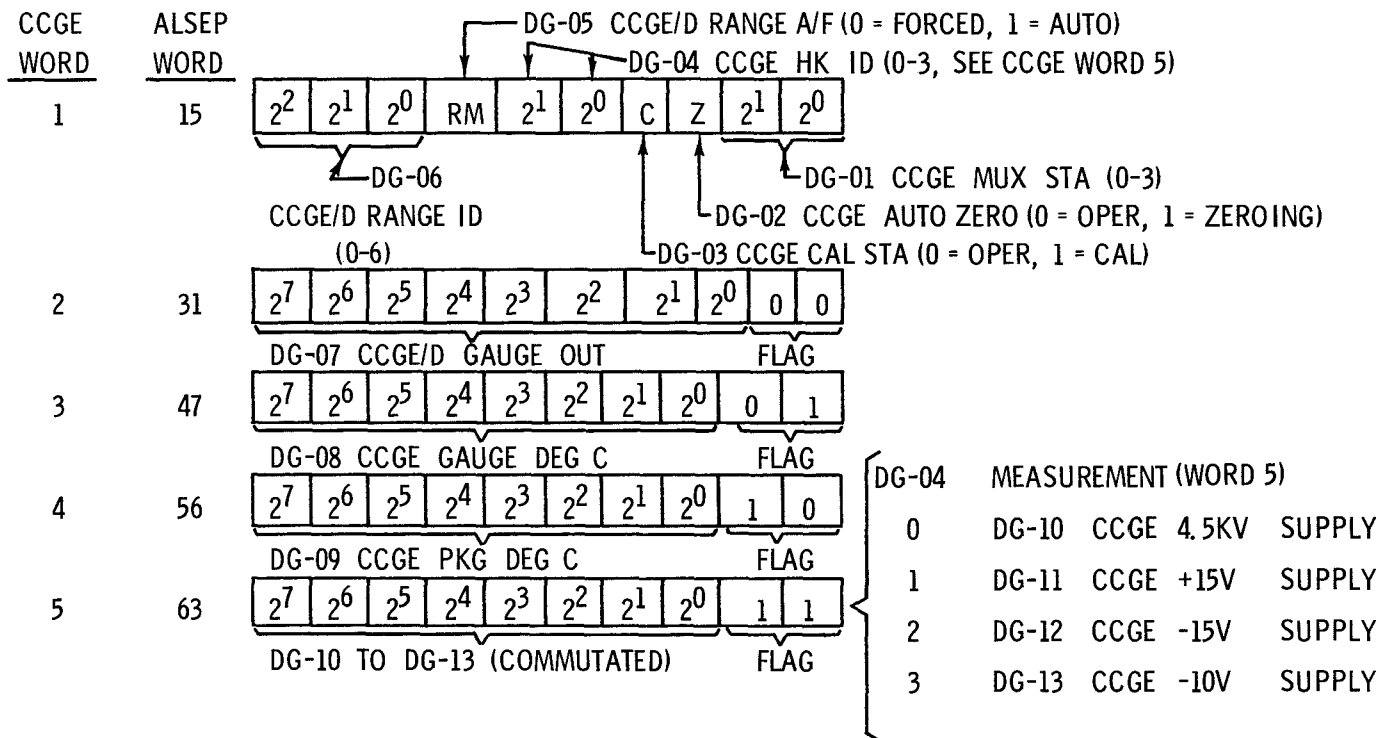 CCGE ALSEP DG-05 CCGE/D RANGE A/F (0 = FORCED, 1 = AUTO)
WORD WORD DG-04 CCGE HK ID (0-3, SEE CCGE WORD 5)
1 15 2² 2¹ 2⁰ RM 2¹ 2⁰ C Z 2¹ 2⁰
DG-06 DG-01 CCGE MUX STA (0-3)
CCGE/D RANGE ID DG-02 CCGE AUTO ZERO (0 = OPER, 1 = ZEROING)
(0-6) DG-03 CCGE CAL STA (0 = OPER, 1 = CAL)
2 31 2⁷ 2⁶ 2⁵ 2⁴ 2³ 2² 2¹ 2⁰ 0 0
DG-07 CCGE/D GAUGE OUT FLAG
3 47 2⁷ 2⁶ 2⁵ 2⁴ 2³ 2² 2¹ 2⁰ 0 1
DG-08 CCGE GAUGE DEG C FLAG
4 56 2⁷ 2⁶ 2⁵ 2⁴ 2³ 2² 2¹ 2⁰ 1 0
DG-09 CCGE PKG DEG C FLAG
5 63 2⁷ 2⁶ 2⁵ 2⁴ 2³ 2² 2¹ 2⁰ 1 1
DG-10 TO DG-13 (COMMUTATED) FLAG
DG-04 MEASUREMENT (WORD 5)
0 DG-10 CCGE 4.5KV SUPPLY
1 DG-11 CCGE +15V SUPPLY
2 DG-12 CCGE -15V SUPPLY
3 DG-13 CCGE -10V SUPPLY